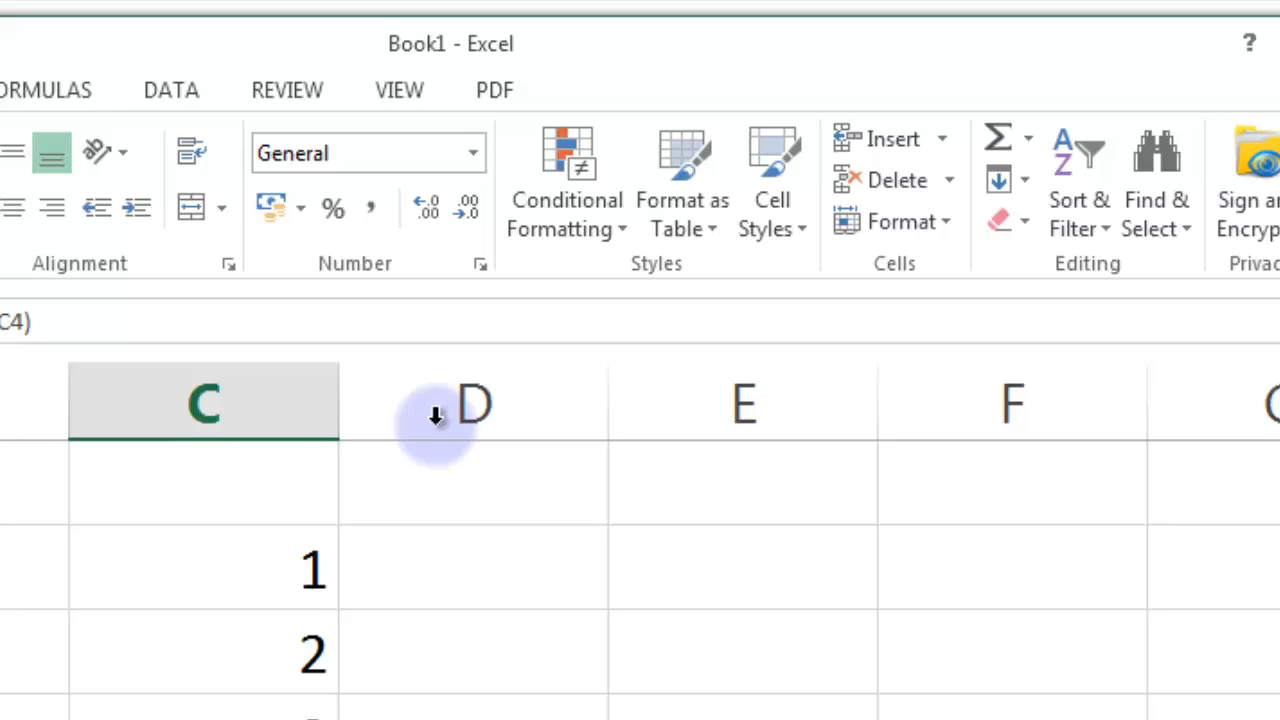 Book1 - Excel
?
ORMULAS DATA REVIEW VIEW PDF
General
Insert
Delete
Format
% ,
Conditional Formatting
Format as Table
Cell Styles
Σ
A
Z
Sort & Filter
Find & Select
Sign an
Encryp
Alignment Number Styles Cells Editing Privac
C4)
C D E F
1
2